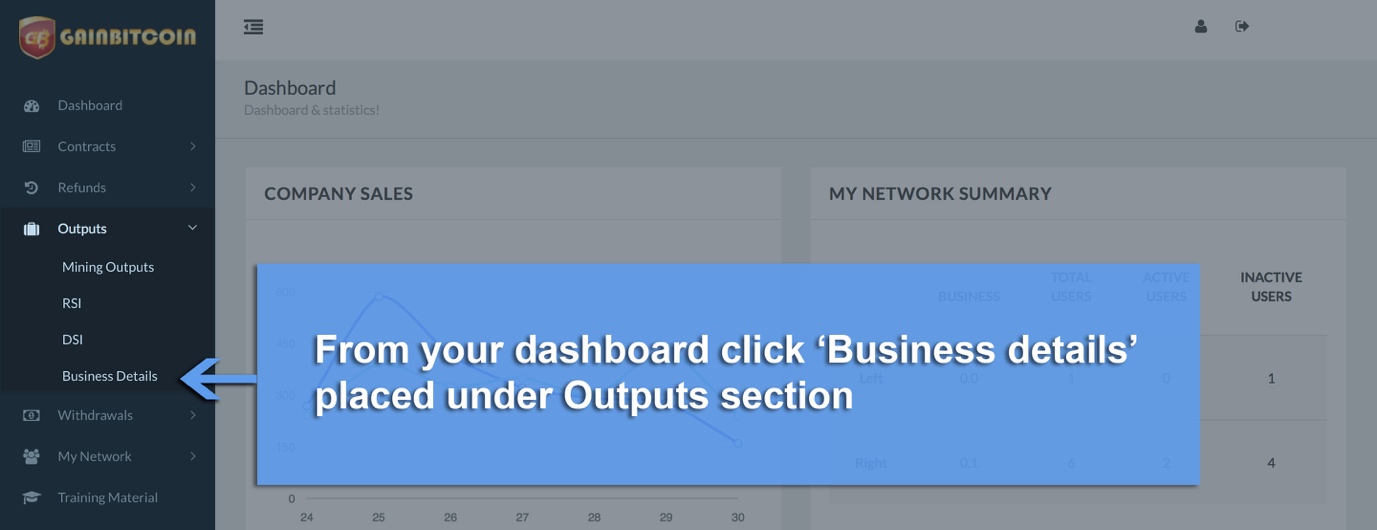 GAINBITCOIN
Dashboard
Contracts
Refunds
Outputs
Mining Outputs
RSI
DSI
Business Details
Withdrawals
My Network
Training Material
Dashboard
Dashboard & statistics!
COMPANY SALES
600
450
300
150
0
24 25 26 27 28 29 30
MY NETWORK SUMMARY
BUSINESS TOTAL USERS ACTIVE USERS INACTIVE USERS
Left 0.0 1 0 1
Right 0.1 6 2 4
From your dashboard click ‘Business details’
placed under Outputs section